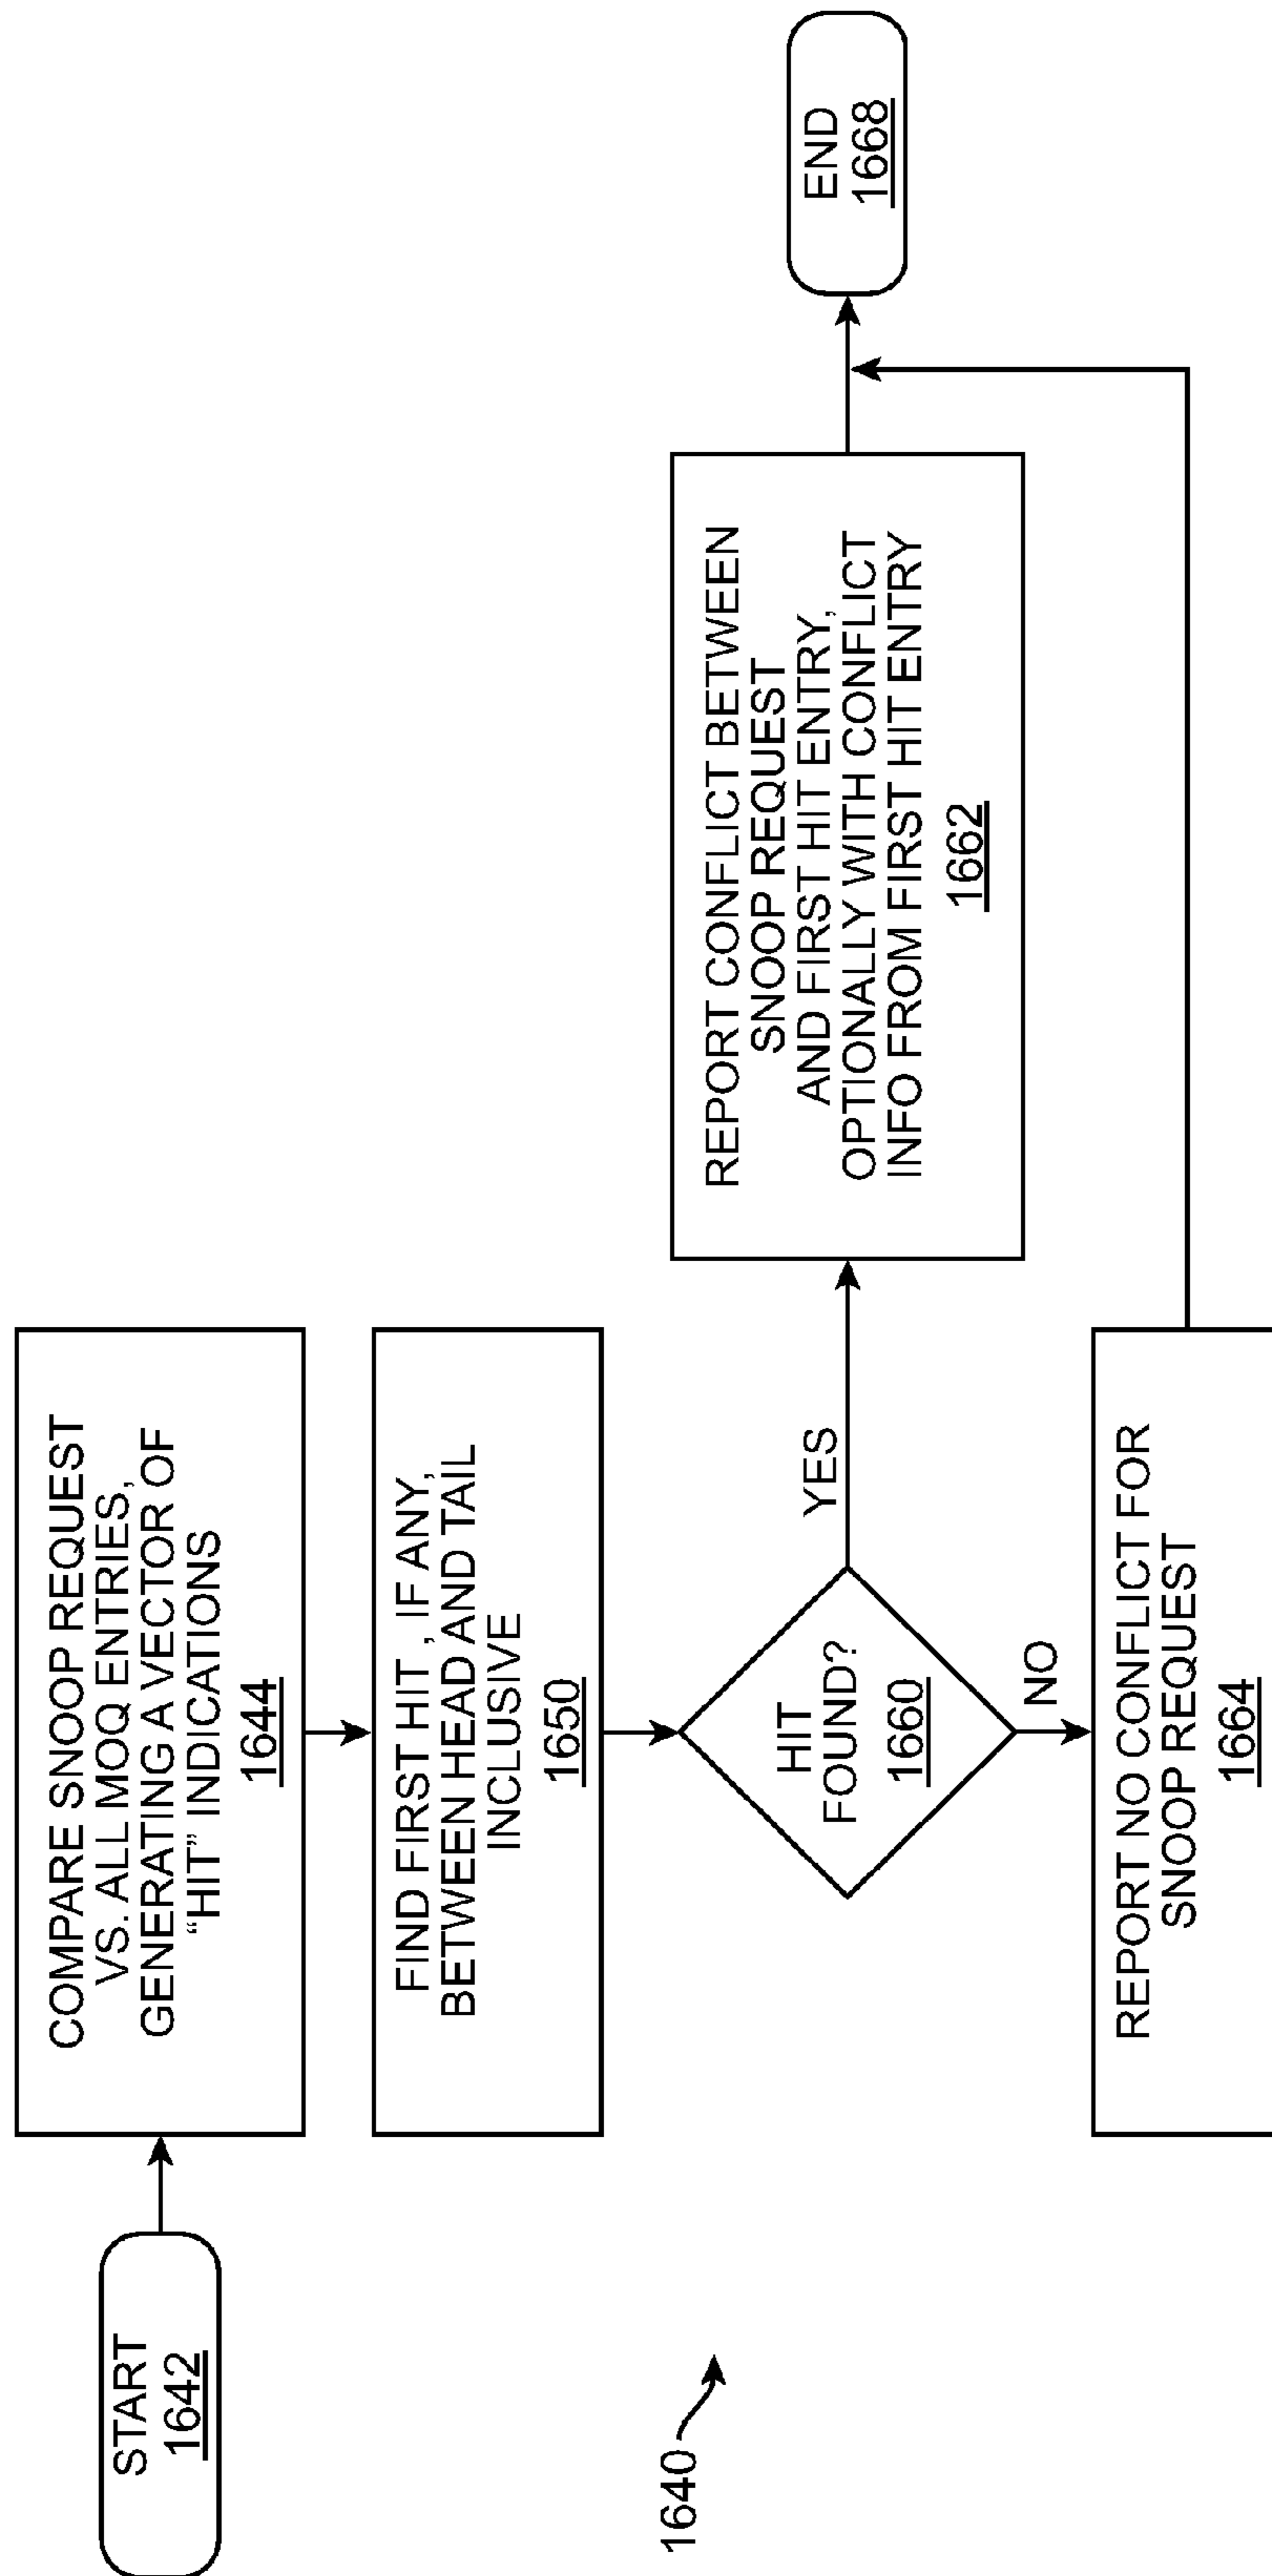 START
1642
COMPARE SNOOP REQUEST
VS. ALL MOQ ENTRIES,
GENERATING A VECTOR OF
“HIT” INDICATIONS
1644
FIND FIRST HIT , IF ANY,
BETWEEN HEAD AND TAIL
INCLUSIVE
1650
HIT
FOUND?
1660
YES
NO
REPORT CONFLICT BETWEEN
SNOOP REQUEST
AND FIRST HIT ENTRY,
OPTIONALLY WITH CONFLICT
INFO FROM FIRST HIT ENTRY
1662
REPORT NO CONFLICT FOR
SNOOP REQUEST
1664
END
1668
1640